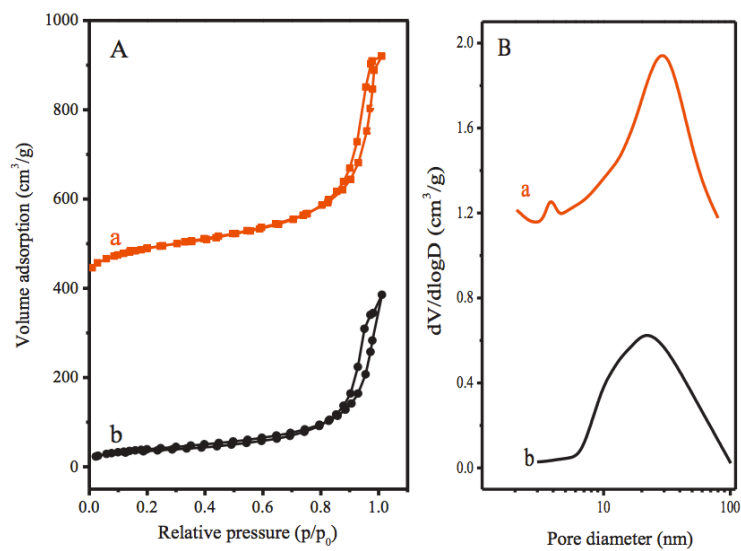 A
Volume adsorption (cm³/g)
1000
800
600
400
200
0
a
b
0.0 0.2 0.4 0.6 0.8 1.0
Relative pressure (p/p₀)
B
dV/dlogD (cm³/g)
2.0
1.6
1.2
0.8
0.4
0.0
a
b
10 100
Pore diameter (nm)